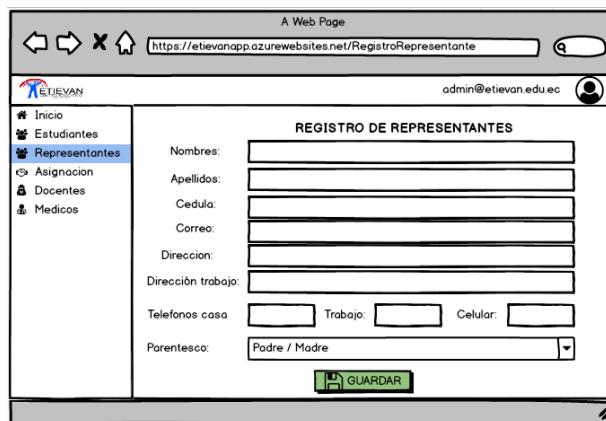 A Web Page
https://etievanapp.azurewebsites.net/RegistroRepresentante
ETIEVAN
admin@etievan.edu.ec
Inicio
Estudiantes
Representantes
Asignacion
Docentes
Medicos
REGISTRO DE REPRESENTANTES
Nombres:
Apellidos:
Cedula:
Correo:
Direccion:
Dirección trabajo:
Telefonos casa Trabajo: Celular:
Parentesco: Padre / Madre
GUARDAR